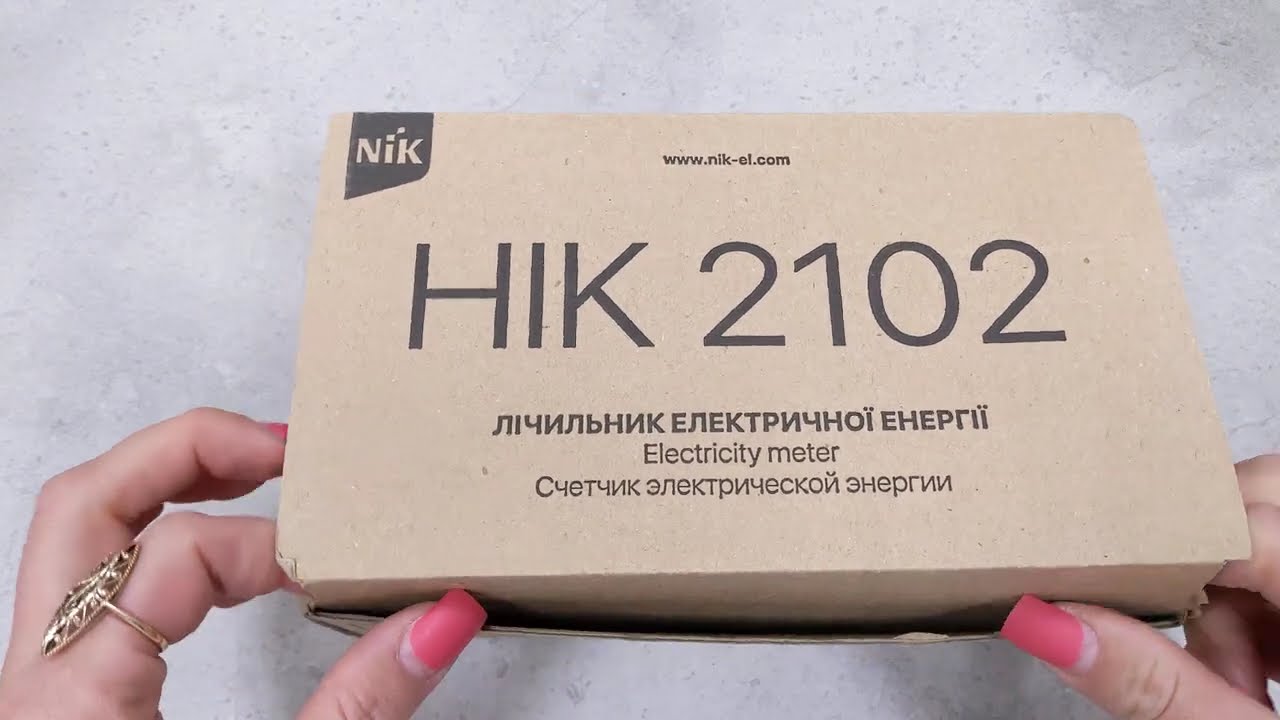 NiK
www.nik-el.com
НІК 2102
ЛІЧИЛЬНИК ЕЛЕКТРИЧНОЇ ЕНЕРГІЇ
Electricity meter
Счетчик электрической энергии